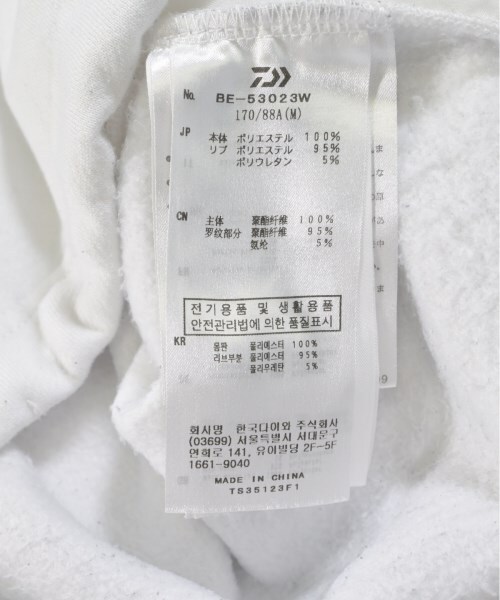 No. BE-53023W
170/88A(M)
JP 本体 ポリエステル 100%
リブ ポリエステル 95%
ポリウレタン 5%
CN 主体 聚酯纤维 100%
罗纹部分 聚酯纤维 95%
氨纶 5%
전기용품 및 생활용품
안전관리법에 의한 품질표시
KR 몸판 폴리에스터 100%
리브부분 폴리에스터 95%
폴리우레탄 5%
회사명 한국다이와 주식회사
(03699) 서울특별시 서대문구
연희로 141, 유이빌딩 2F-5F
1661-9040
MADE IN CHINA
TS35123F1